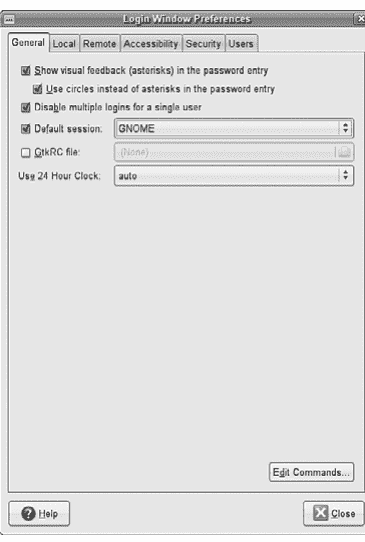 Login Window Preferences
General Local Remote Accessibility Security Users
Show visual feedback (asterisks) in the password entry
Use circles instead of asterisks in the password entry
Disable multiple logins for a single user
Default session: GNOME
GtkRC file: (None)
Use 24 Hour Clock: auto
Edit Commands...
Help Close